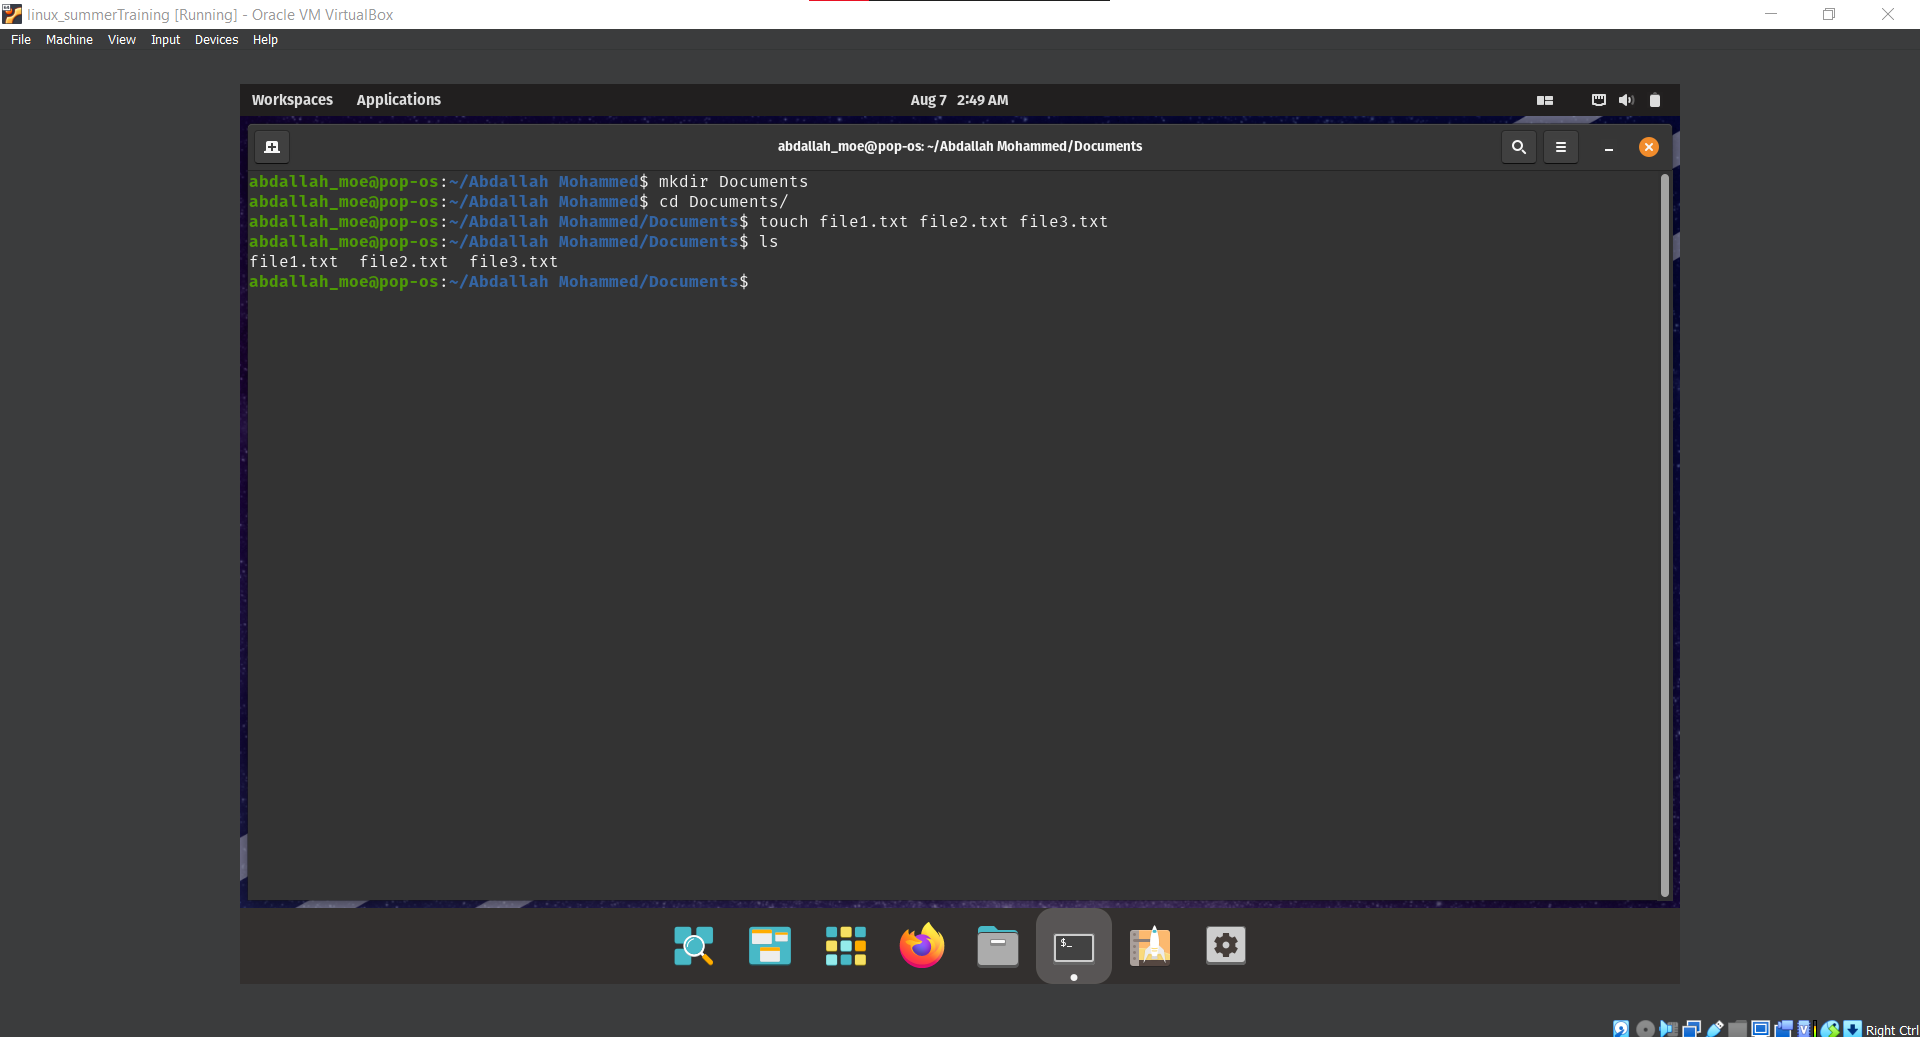 linux_summerTraining [Running] - Oracle VM VirtualBox
File Machine View Input Devices Help
Workspaces Applications Aug 7 2:49 AM
abdallah_moe@pop-os: ~/Abdallah Mohammed/Documents
abdallah_moe@pop-os:~/Abdallah Mohammed$ mkdir Documents
abdallah_moe@pop-os:~/Abdallah Mohammed$ cd Documents/
abdallah_moe@pop-os:~/Abdallah Mohammed/Documents$ touch file1.txt file2.txt file3.txt
abdallah_moe@pop-os:~/Abdallah Mohammed/Documents$ ls
file1.txt  file2.txt  file3.txt
abdallah_moe@pop-os:~/Abdallah Mohammed/Documents$
$_
Right Ctrl